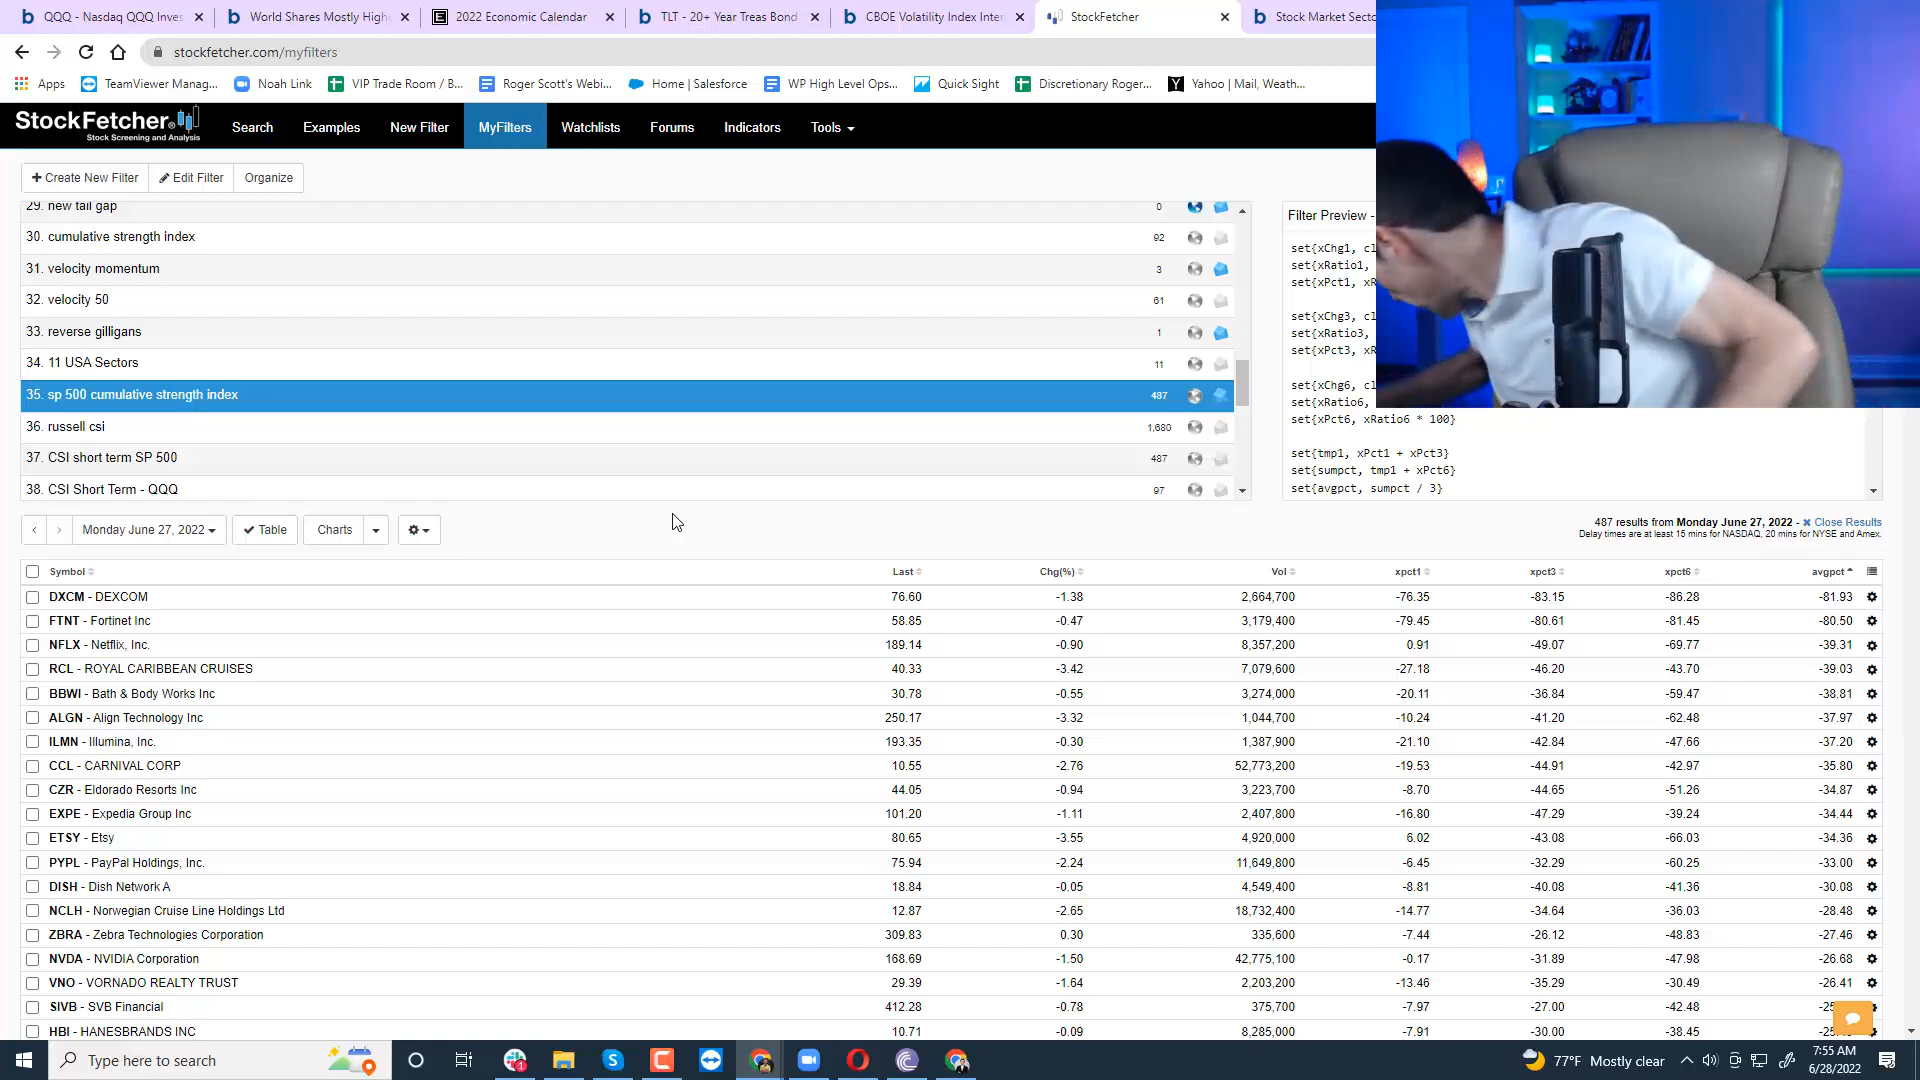 QQQ - Nasdaq QQQ Inves
World Shares Mostly High
2022 Economic Calendar
TLT - 20+ Year Treas Bond
CBOE Volatility Index Inter
StockFetcher
Stock Market Secto
stockfetcher.com/myfilters
Apps
TeamViewer Manag...
Noah Link
VIP Trade Room / B...
Roger Scott's Webi...
Home | Salesforce
WP High Level Ops...
Quick Sight
Discretionary Roger...
Yahoo | Mail, Weath...
StockFetcher
Stock Screening and Analysis
Search
Examples
New Filter
MyFilters
Watchlists
Forums
Indicators
Tools
Create New Filter
Edit Filter
Organize
29. new tail gap 0
30. cumulative strength index 92
31. velocity momentum 3
32. velocity 50 61
33. reverse gilligans 1
34. 11 USA Sectors 11
35. sp 500 cumulative strength index 487
36. russell csi 1,680
37. CSI short term SP 500 487
38. CSI Short Term - QQQ 97
Filter Preview -
set{xChg1, cl
set{xRatio1,
set{xPct1, xR
set{xChg3, cl
set{xRatio3,
set{xPct3, xR
set{xChg6, cl
set{xRatio6,
set{xPct6, xRatio6 * 100}
set{tmp1, xPct1 + xPct3}
set{sumpct, tmp1 + xPct6}
set{avgpct, sumpct / 3}
Monday June 27, 2022
Table
Charts
487 results from Monday June 27, 2022 - Close Results
Delay times are at least 15 mins for NASDAQ, 20 mins for NYSE and Amex.
Symbol Last Chg(%) Vol xpct1 xpct3 xpct6 avgpct
DXCM - DEXCOM 76.60 -1.38 2,664,700 -76.35 -83.15 -86.28 -81.93
FTNT - Fortinet Inc 58.85 -0.47 3,179,400 -79.45 -80.61 -81.45 -80.50
NFLX - Netflix, Inc. 189.14 -0.90 8,357,200 0.91 -49.07 -69.77 -39.31
RCL - ROYAL CARIBBEAN CRUISES 40.33 -3.42 7,079,600 -27.18 -46.20 -43.70 -39.03
BBWI - Bath & Body Works Inc 30.78 -0.55 3,274,000 -20.11 -36.84 -59.47 -38.81
ALGN - Align Technology Inc 250.17 -3.32 1,044,700 -10.24 -41.20 -62.48 -37.97
ILMN - Illumina, Inc. 193.35 -0.30 1,387,900 -21.10 -42.84 -47.66 -37.20
CCL - CARNIVAL CORP 10.55 -2.76 52,773,200 -19.53 -44.91 -42.97 -35.80
CZR - Eldorado Resorts Inc 44.05 -0.94 3,223,700 -8.70 -44.65 -51.26 -34.87
EXPE - Expedia Group Inc 101.20 -1.11 2,407,800 -16.80 -47.29 -39.24 -34.44
ETSY - Etsy 80.65 -3.55 4,920,000 6.02 -43.08 -66.03 -34.36
PYPL - PayPal Holdings, Inc. 75.94 -2.24 11,649,800 -6.45 -32.29 -60.25 -33.00
DISH - Dish Network A 18.84 -0.05 4,549,400 -8.81 -40.08 -41.36 -30.08
NCLH - Norwegian Cruise Line Holdings Ltd 12.87 -2.65 18,732,400 -14.77 -34.64 -36.03 -28.48
ZBRA - Zebra Technologies Corporation 309.83 0.30 335,600 -7.44 -26.12 -48.83 -27.46
NVDA - NVIDIA Corporation 168.69 -1.50 42,775,100 -0.17 -31.89 -47.98 -26.68
VNO - VORNADO REALTY TRUST 29.39 -1.64 2,203,200 -13.46 -35.29 -30.49 -26.41
SIVB - SVB Financial 412.28 -0.78 375,700 -7.97 -27.00 -42.48 -25
HBI - HANESBRANDS INC 10.71 -0.09 8,285,000 -7.91 -30.00 -38.45 -25
Type here to search
77°F Mostly clear
7:55 AM
6/28/2022